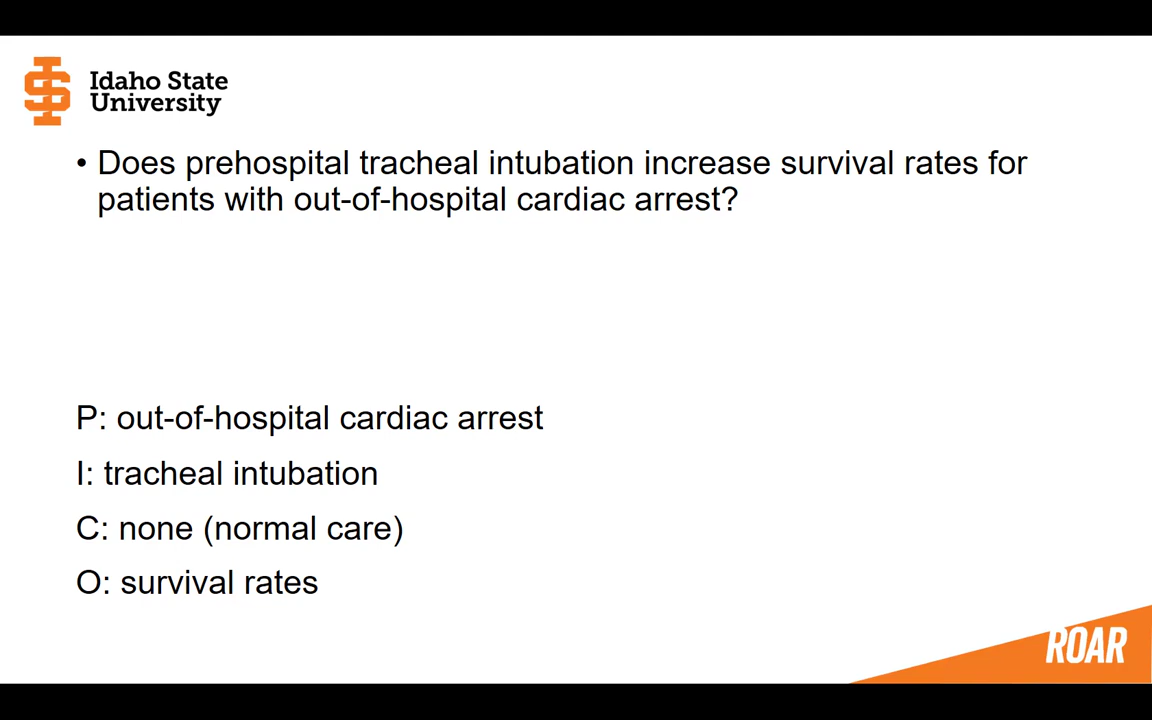 Idaho State
University
• Does prehospital tracheal intubation increase survival rates for
patients with out-of-hospital cardiac arrest?
P: out-of-hospital cardiac arrest
I: tracheal intubation
C: none (normal care)
O: survival rates
ROAR